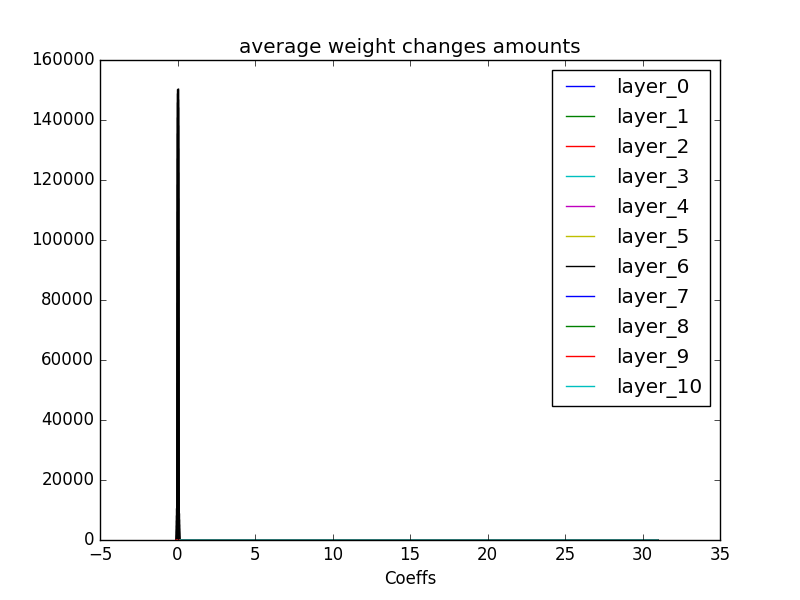 average weight changes amounts
160000
140000
120000
100000
80000
60000
40000
20000
0
layer_0
layer_1
layer_2
layer_3
layer_4
layer_5
layer_6
layer_7
layer_8
layer_9
layer_10
−5 0 5 10 15 20 25 30 35
Coeffs